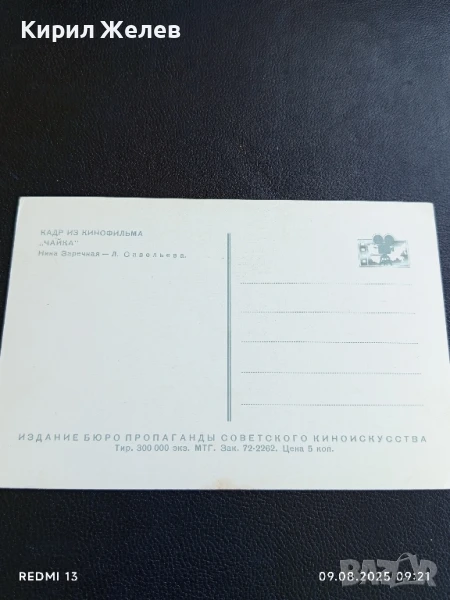 Кирил Желев
КАДР ИЗ КИНОФИЛЬМА
„ЧАЙКА"
Нина Заречная — Л. Савельева.
ИЗДАНИЕ БЮРО ПРОПАГАНДЫ СОВЕТСКОГО КИНОИСКУССТВА
Тир. 300 000 экз. МТГ. Зак. 72-2262. Цена 5 коп.
REDMI 13
09.08.2025 09:21
BAZAR